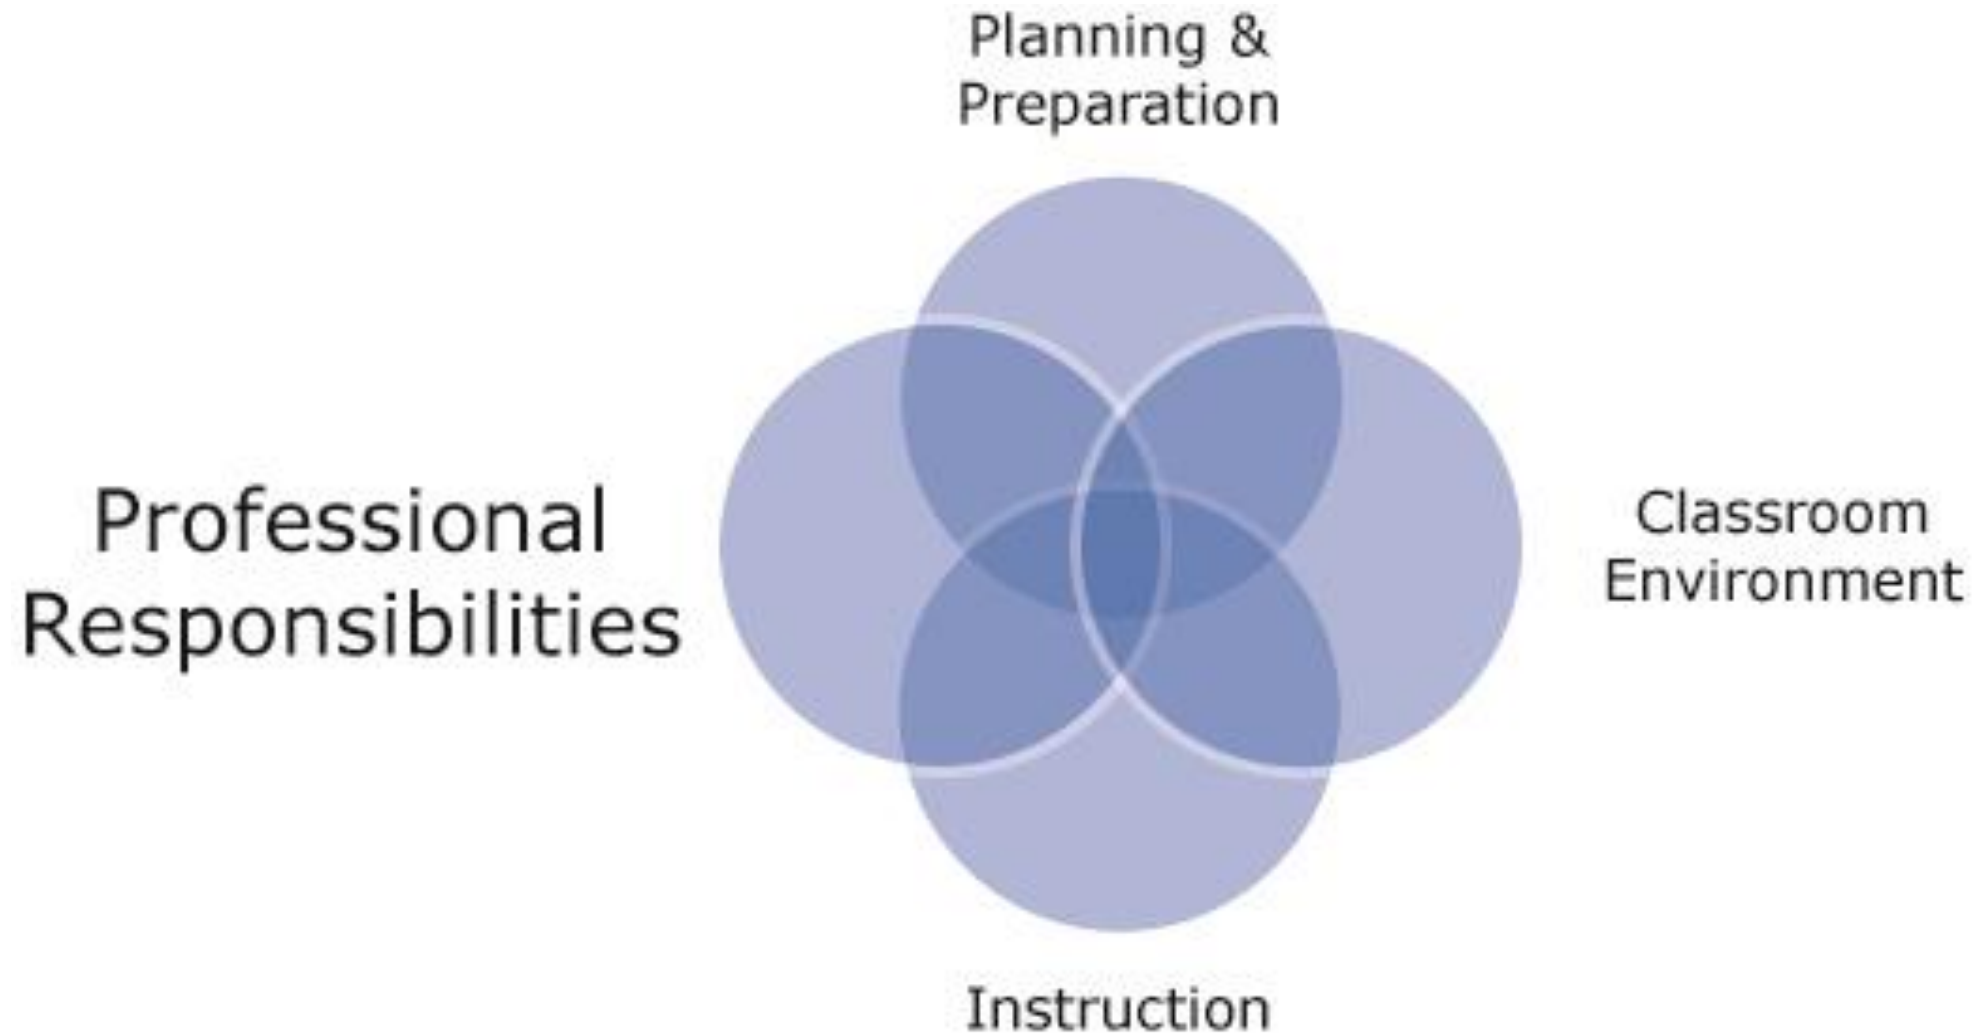 Planning &
Preparation
Professional
Responsibilities
Classroom
Environment
Instruction